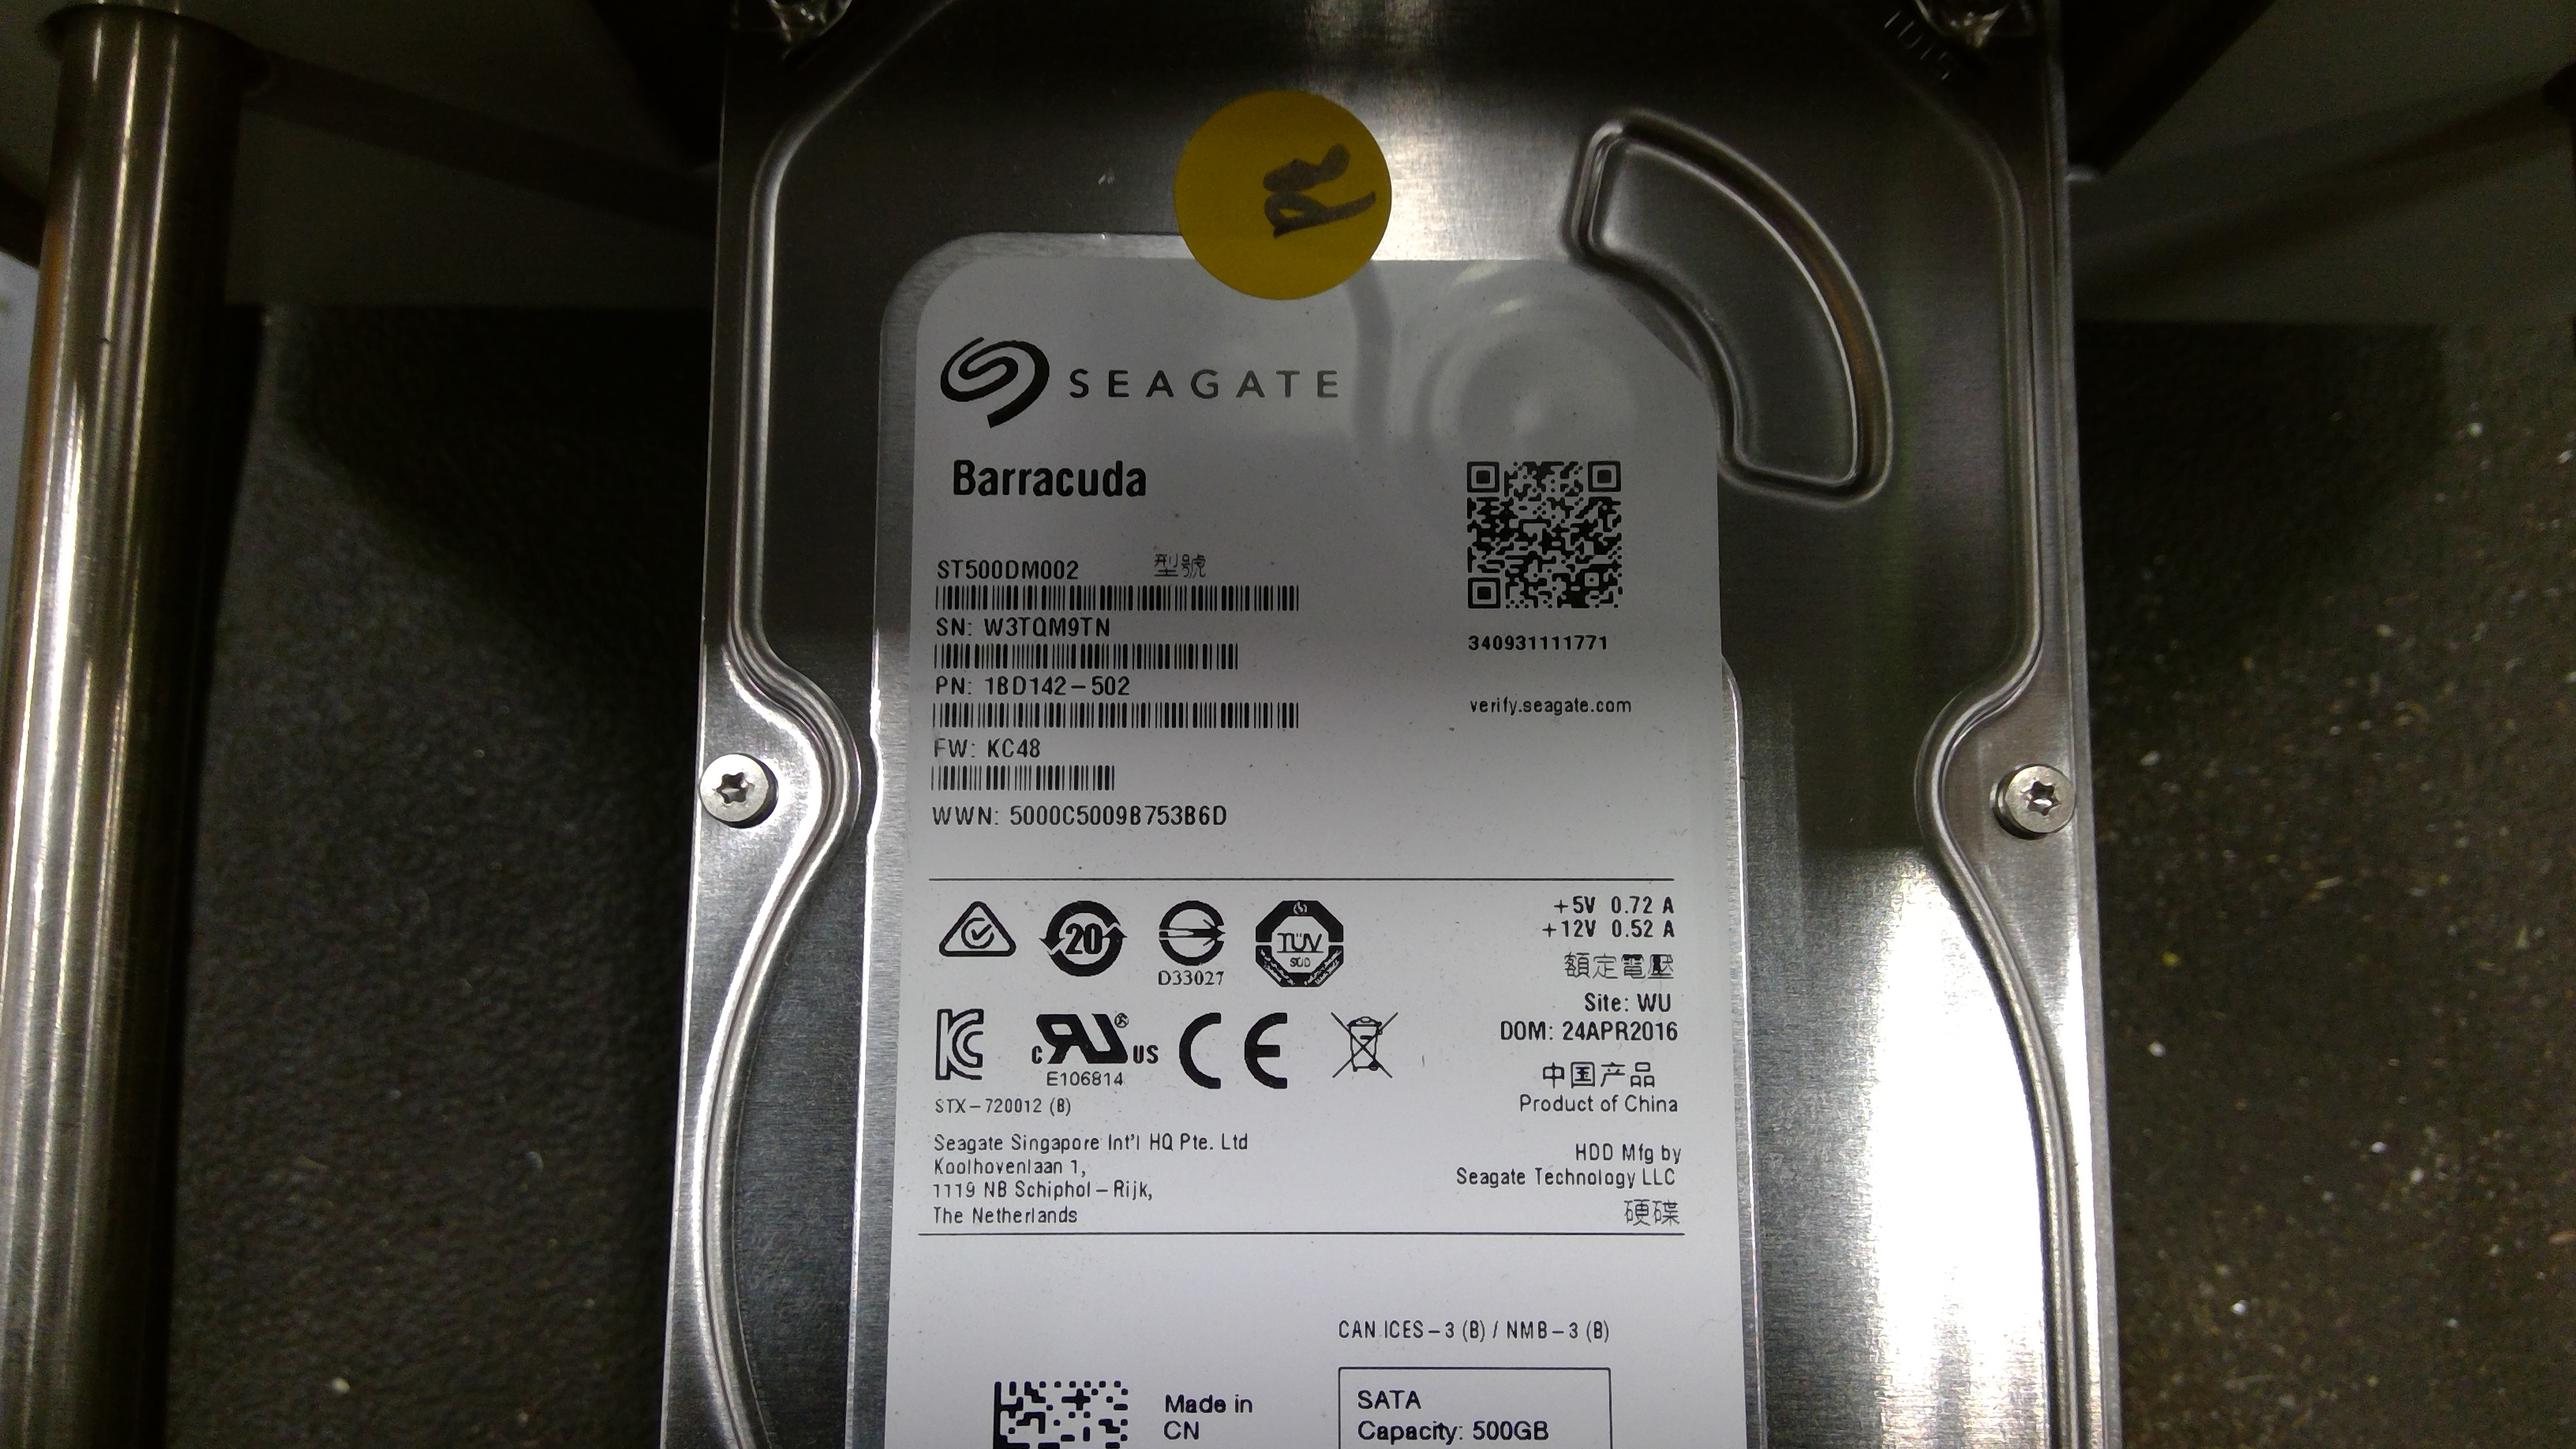 SEAGATE
Barracuda
ST500DM002 型號
SN: W3TQM9TN
PN: 1BD142-502
FW: KC48
WWN: 5000C5009B753B6D
340931111771
verify.seagate.com
+5V 0.72 A
+12V 0.52 A
額定電壓
Site: WU
DOM: 24APR2016
中国产品
Product of China
HDD Mfg by
Seagate Technology LLC
硬碟
20
D33027
TÜV
SÜD
c US ®
E106814
CE
STX-720012 (B)
Seagate Singapore Int'l HQ Pte. Ltd
Koolhovenlaan 1,
1119 NB Schiphol-Rijk,
The Netherlands
CAN ICES-3 (B) / NMB-3 (B)
Made in
CN
SATA
Capacity: 500GB